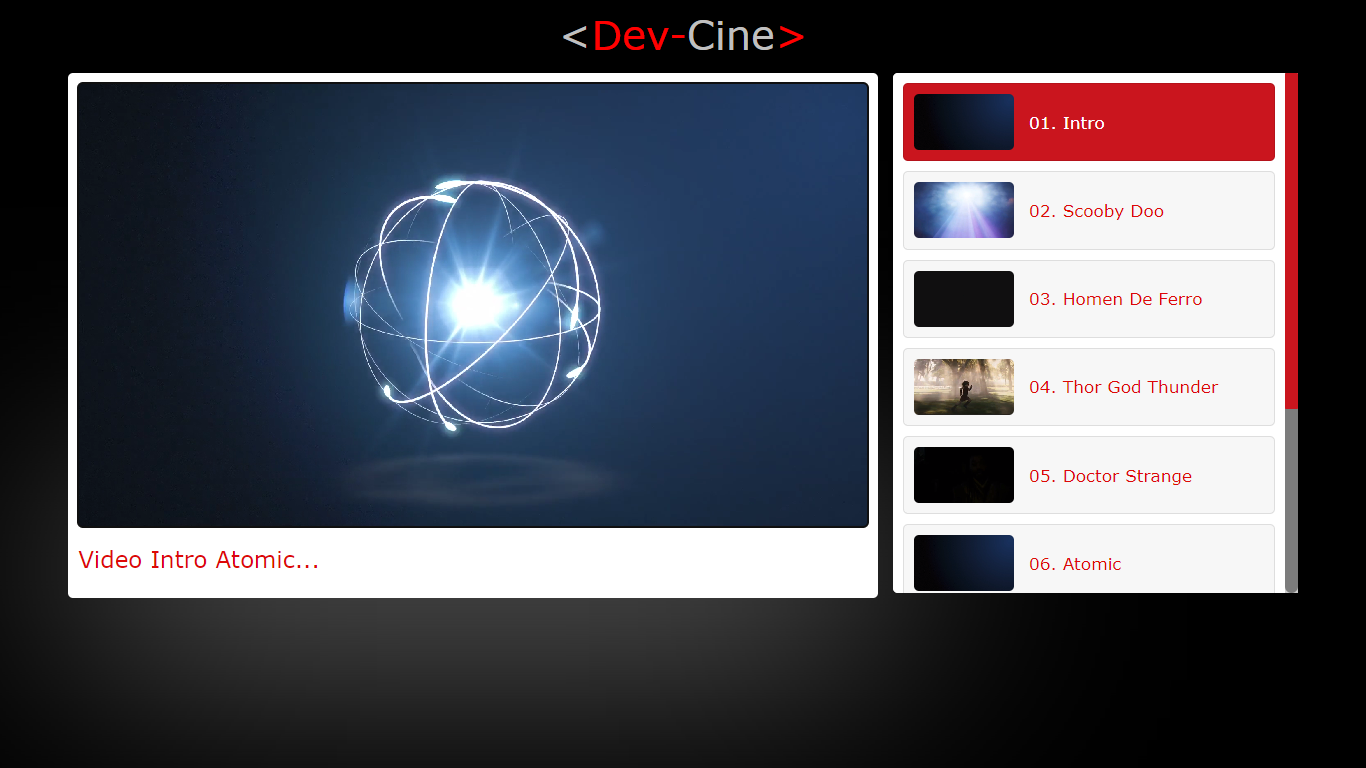 <Dev-Cine>
Video Intro Atomic...
01. Intro
02. Scooby Doo
03. Homen De Ferro
04. Thor God Thunder
05. Doctor Strange
06. Atomic